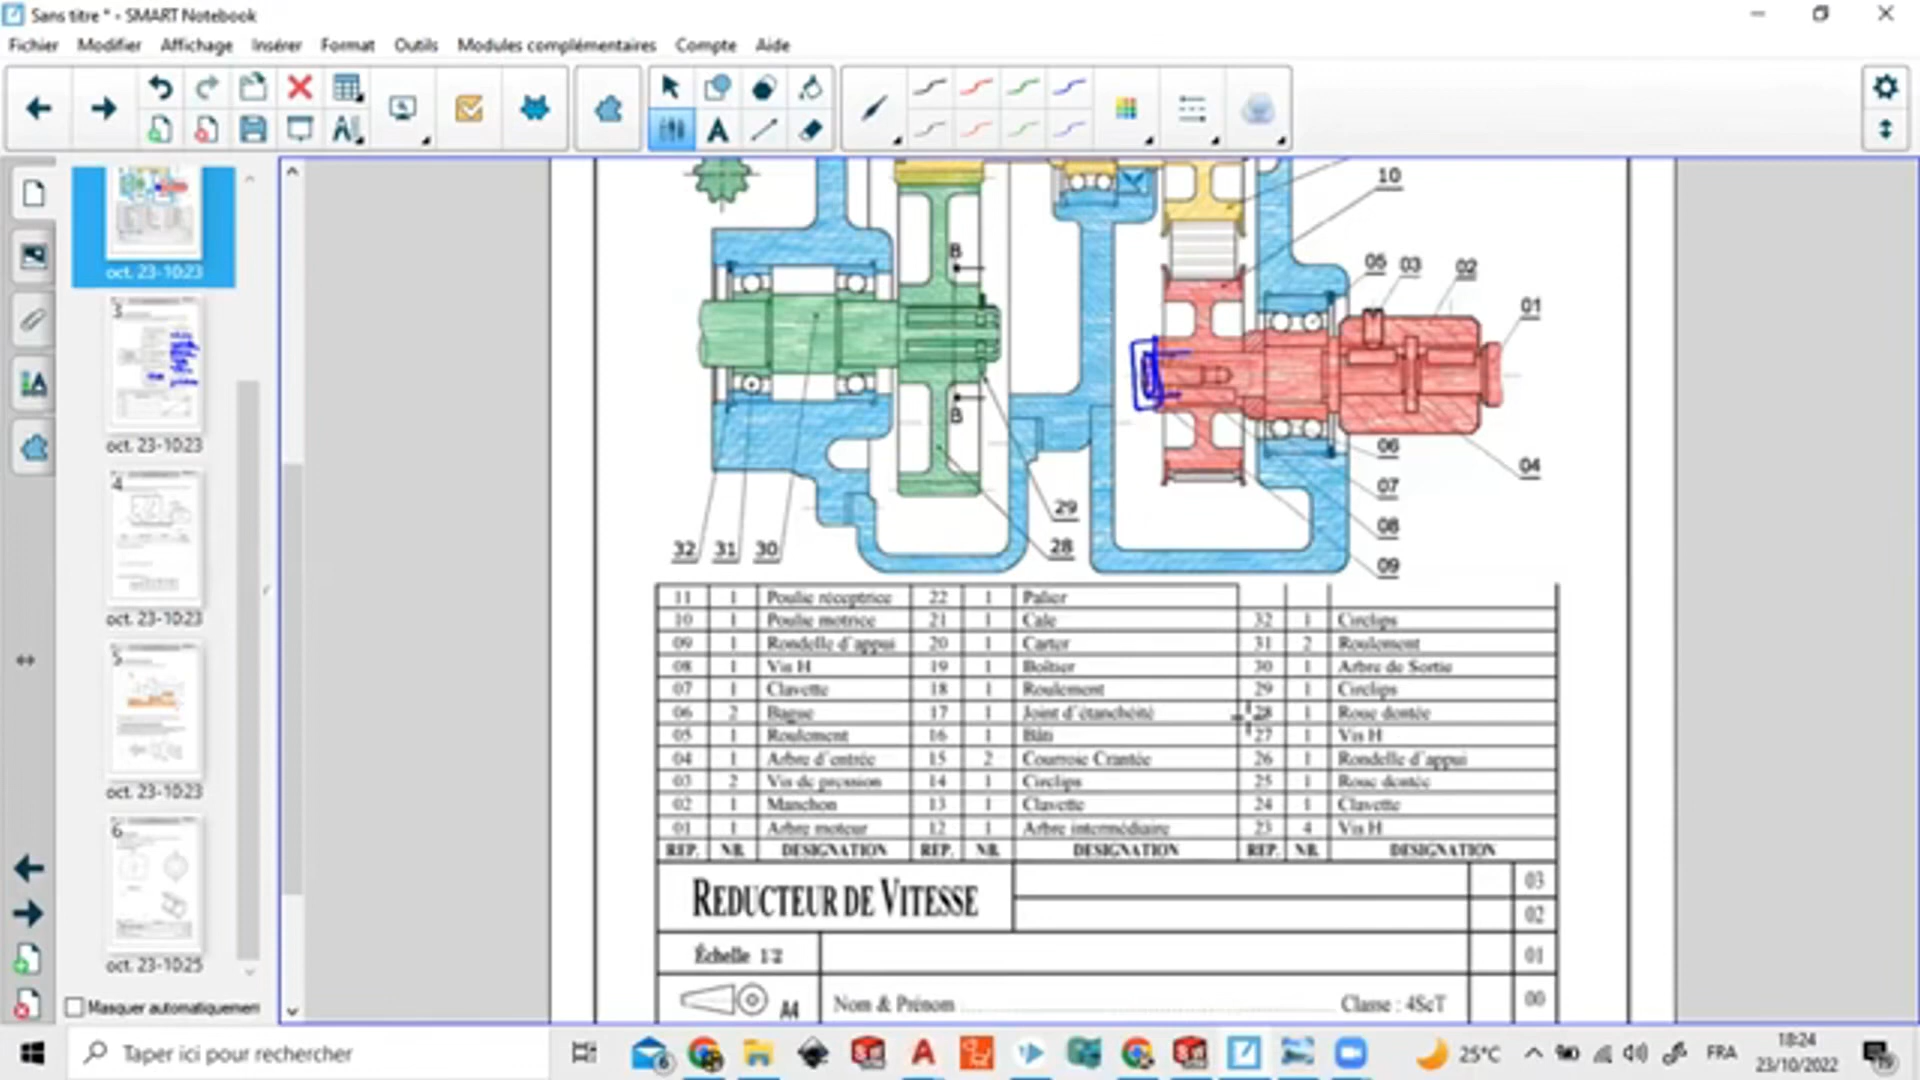 Sans titre * - SMART Notebook
Fichier Modifier Affichage Insérer Format Outils Modules complémentaires Compte Aide
oct. 23-10:23
3
oct. 23-10:23
4
oct. 23-10:23
5
oct. 23-10:23
6
oct. 23-10:25
Masquer automatiquemen
10
05 03 02
01
B
B
06
04
07
08
09
29
28
32 31 30
11 1 Poulie réceptrice 22 1 Palier
10 1 Poulie motrice 21 1 Cale 32 1 Circlips
09 1 Rondelle d'appui 20 1 Carter 31 2 Roulement
08 1 Vis H 19 1 Boîtier 30 1 Arbre de Sortie
07 1 Clavette 18 1 Roulement 29 1 Circlips
06 2 Bague 17 1 Joint d'étanchéité 28 1 Roue dentée
05 1 Roulement 16 1 Bâti 27 1 Vis H
04 1 Arbre d'entrée 15 2 Courroie Crantée 26 1 Rondelle d'appui
03 2 Vis de pression 14 1 Circlips 25 1 Roue dentée
02 1 Manchon 13 1 Clavette 24 1 Clavette
01 1 Arbre moteur 12 1 Arbre intermédiaire 23 4 Vis H
REP. NB. DESIGNATION REP. NB. DESIGNATION REP. NB. DESIGNATION
REDUCTEUR DE VITESSE
03
02
Échelle 1:2
01
A4
Nom & Prénom ........ Classe : 4ScT
00
Taper ici pour rechercher
25°C
FRA
18:24
23/10/2022